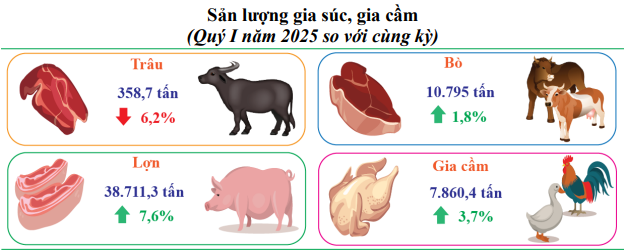 Sản lượng gia súc, gia cầm
(Quý I năm 2025 so với cùng kỳ)
Trâu
358,7 tấn
6,2%
Bò
10.795 tấn
1,8%
Lợn
38.711,3 tấn
7,6%
Gia cầm
7.860,4 tấn
3,7%